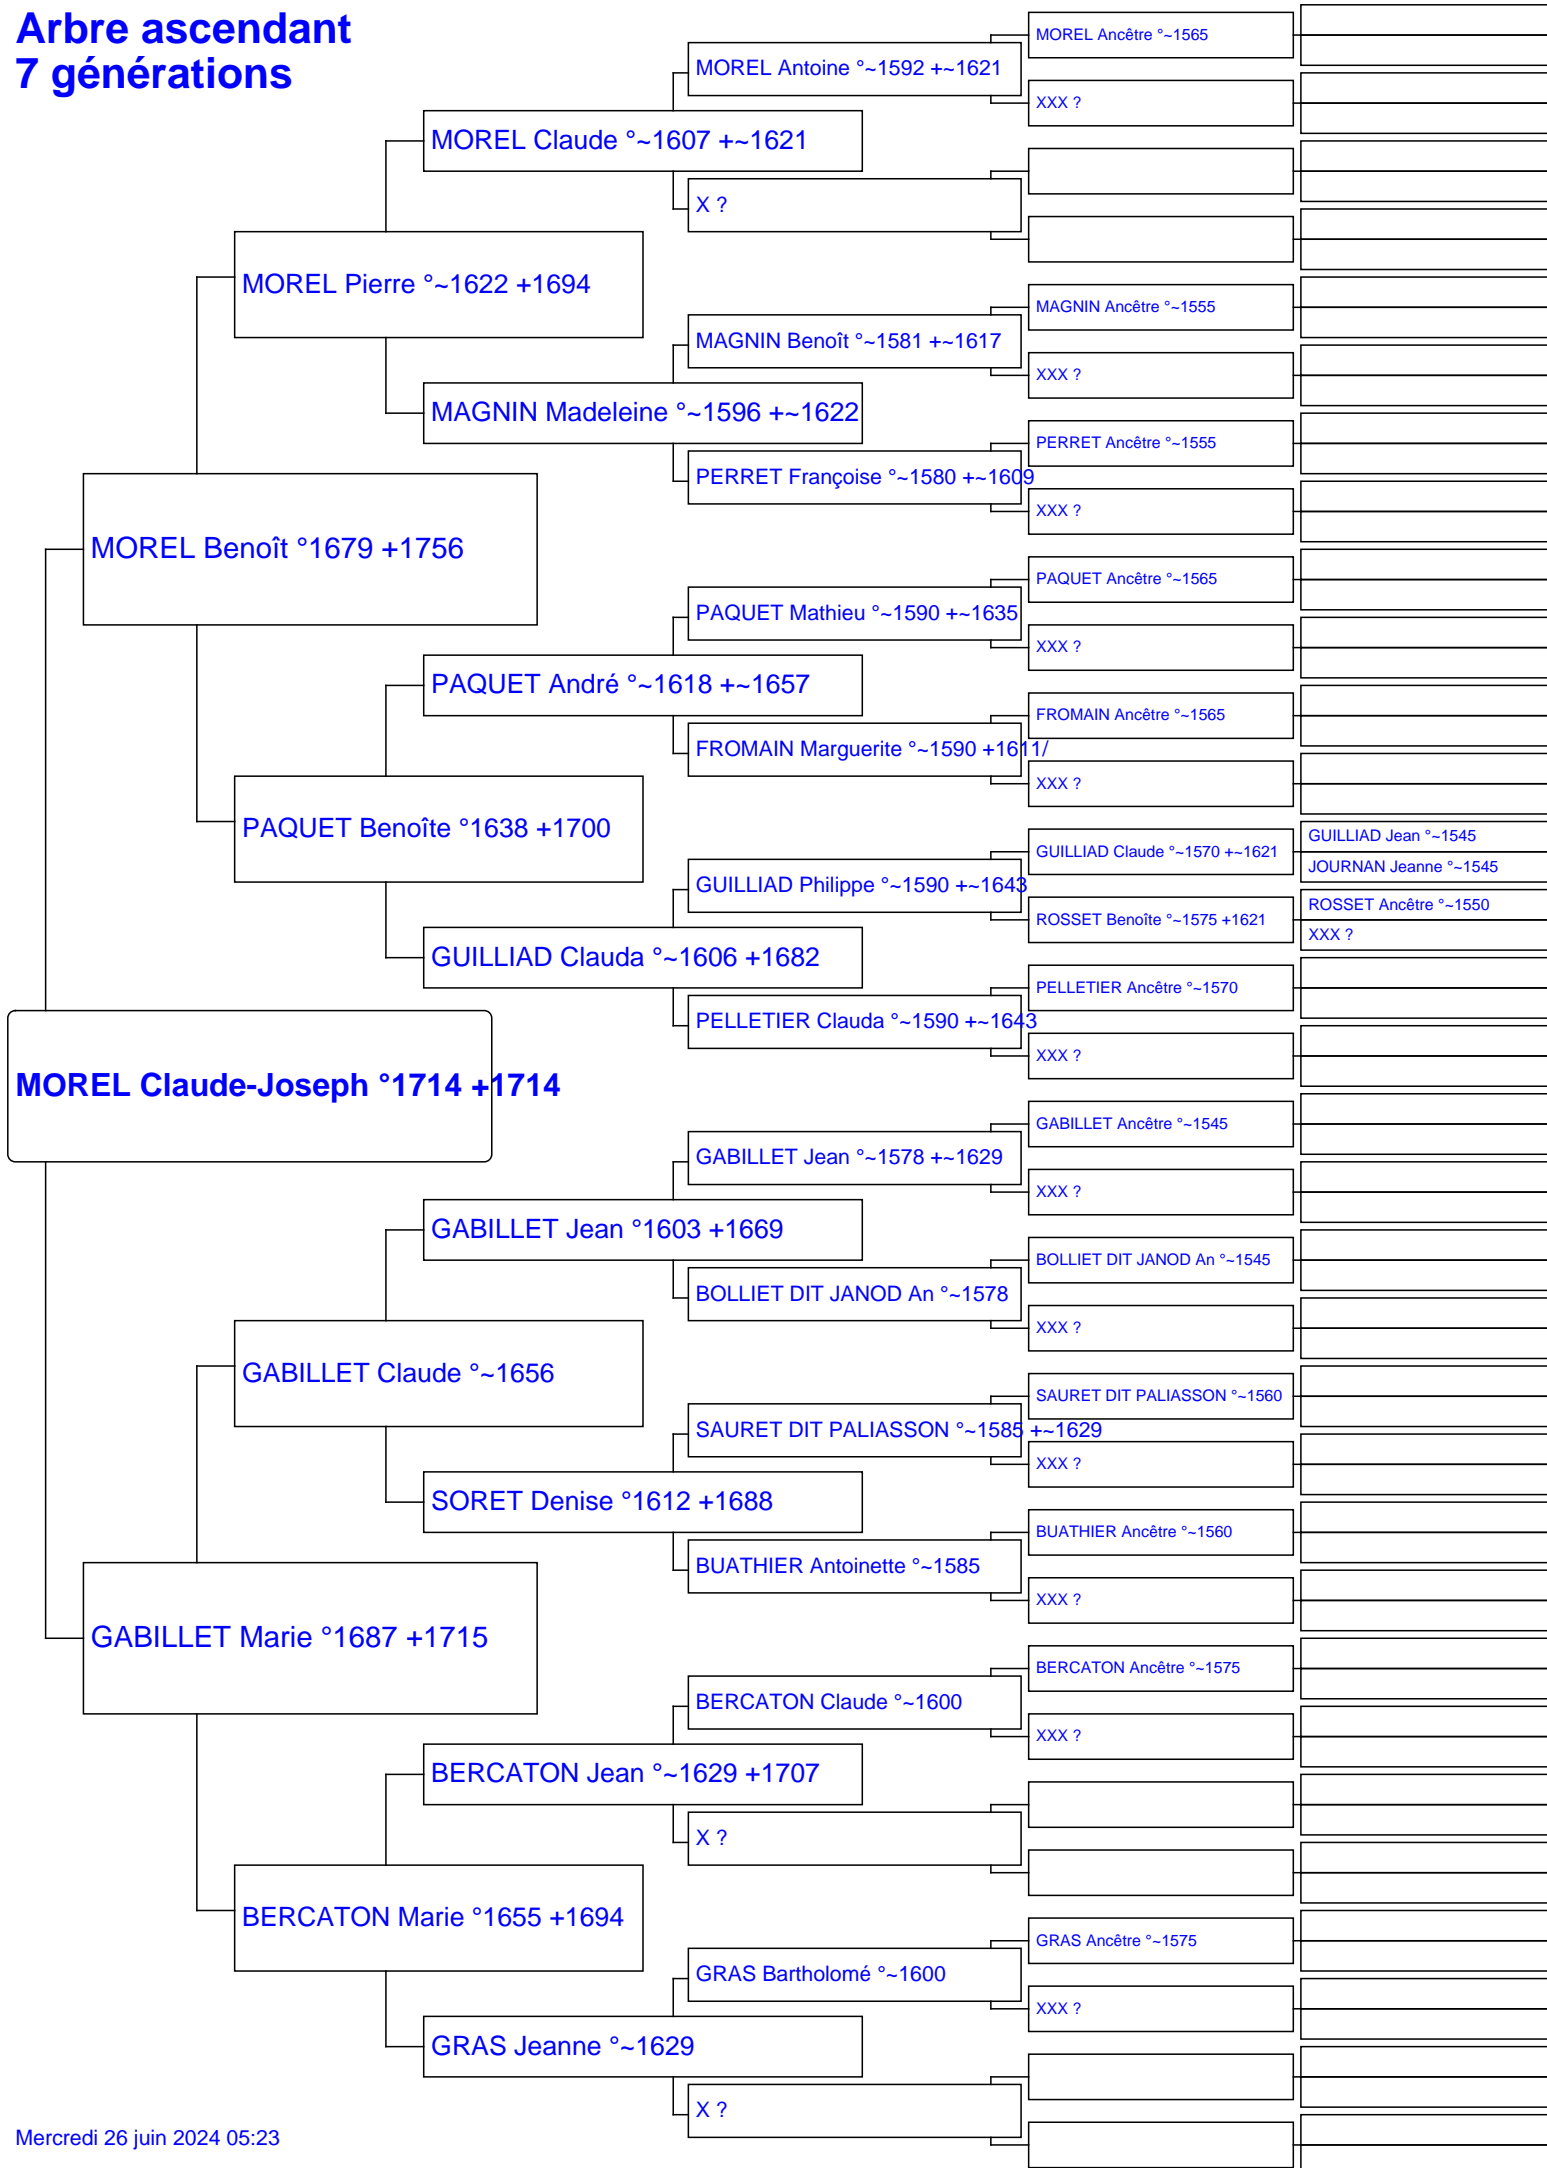 Arbre ascendant
7 générations
MOREL Claude-Joseph °1714 +1714
MOREL Benoît °1679 +1756
GABILLET Marie °1687 +1715
MOREL Pierre °~1622 +1694
PAQUET Benoîte °1638 +1700
GABILLET Claude °~1656
BERCATON Marie °1655 +1694
MOREL Claude °~1607 +~1621
MAGNIN Madeleine °~1596 +~1622
PAQUET André °~1618 +~1657
GUILLIAD Clauda °~1606 +1682
GABILLET Jean °1603 +1669
SORET Denise °1612 +1688
BERCATON Jean °~1629 +1707
GRAS Jeanne °~1629
MOREL Antoine °~1592 +~1621
X ?
MAGNIN Benoît °~1581 +~1617
PERRET Françoise °~1580 +~1609
PAQUET Mathieu °~1590 +~1635
FROMAIN Marguerite °~1590 +1611/
GUILLIAD Philippe °~1590 +~1643
PELLETIER Clauda °~1590 +~1643
GABILLET Jean °~1578 +~1629
BOLLIET DIT JANOD An °~1578
SAURET DIT PALIASSON °~1585 +~1629
BUATHIER Antoinette °~1585
BERCATON Claude °~1600
X ?
GRAS Bartholomé °~1600
X ?
MOREL Ancêtre °~1565
XXX ?
MAGNIN Ancêtre °~1555
XXX ?
PERRET Ancêtre °~1555
XXX ?
PAQUET Ancêtre °~1565
XXX ?
FROMAIN Ancêtre °~1565
XXX ?
GUILLIAD Claude °~1570 +~1621
ROSSET Benoîte °~1575 +1621
PELLETIER Ancêtre °~1570
XXX ?
GABILLET Ancêtre °~1545
XXX ?
BOLLIET DIT JANOD An °~1545
XXX ?
SAURET DIT PALIASSON °~1560
XXX ?
BUATHIER Ancêtre °~1560
XXX ?
BERCATON Ancêtre °~1575
XXX ?
GRAS Ancêtre °~1575
XXX ?
GUILLIAD Jean °~1545
JOURNAN Jeanne °~1545
ROSSET Ancêtre °~1550
XXX ?
Mercredi 26 juin 2024 05:23